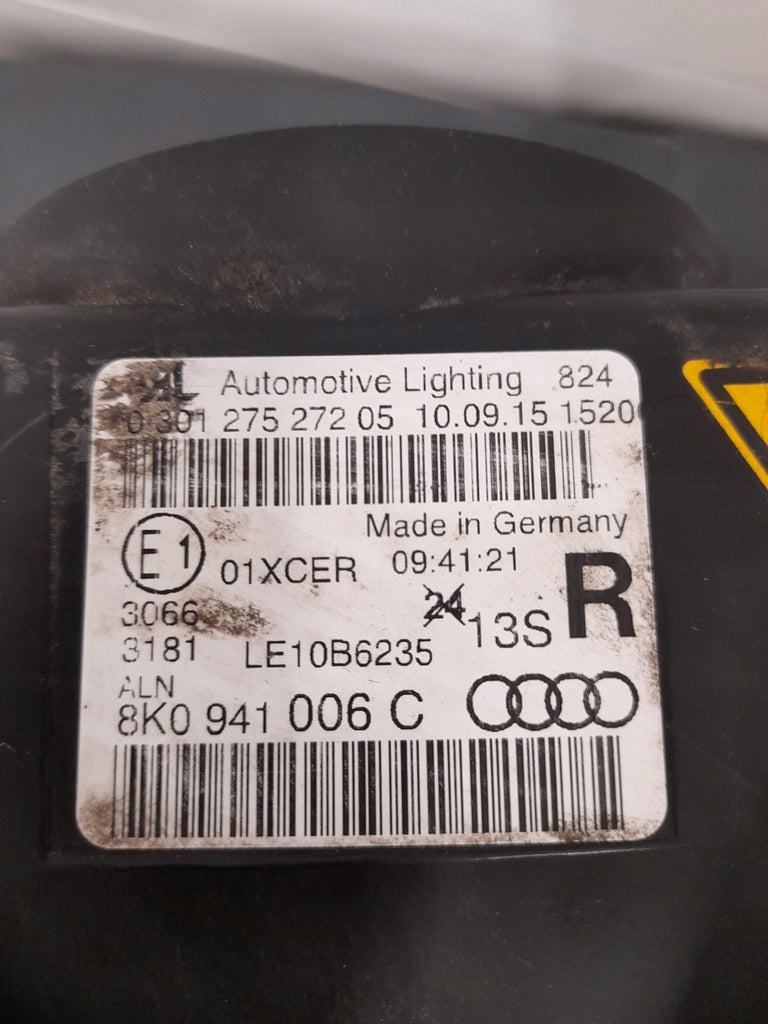 AL Automotive Lighting 824
0 301 275 272 05 10.09.15 1520
Made in Germany
E1 01XCER 09:41:21
R
3066 24 13S
3181 LE10B6235
ALN
8K0 941 006 C